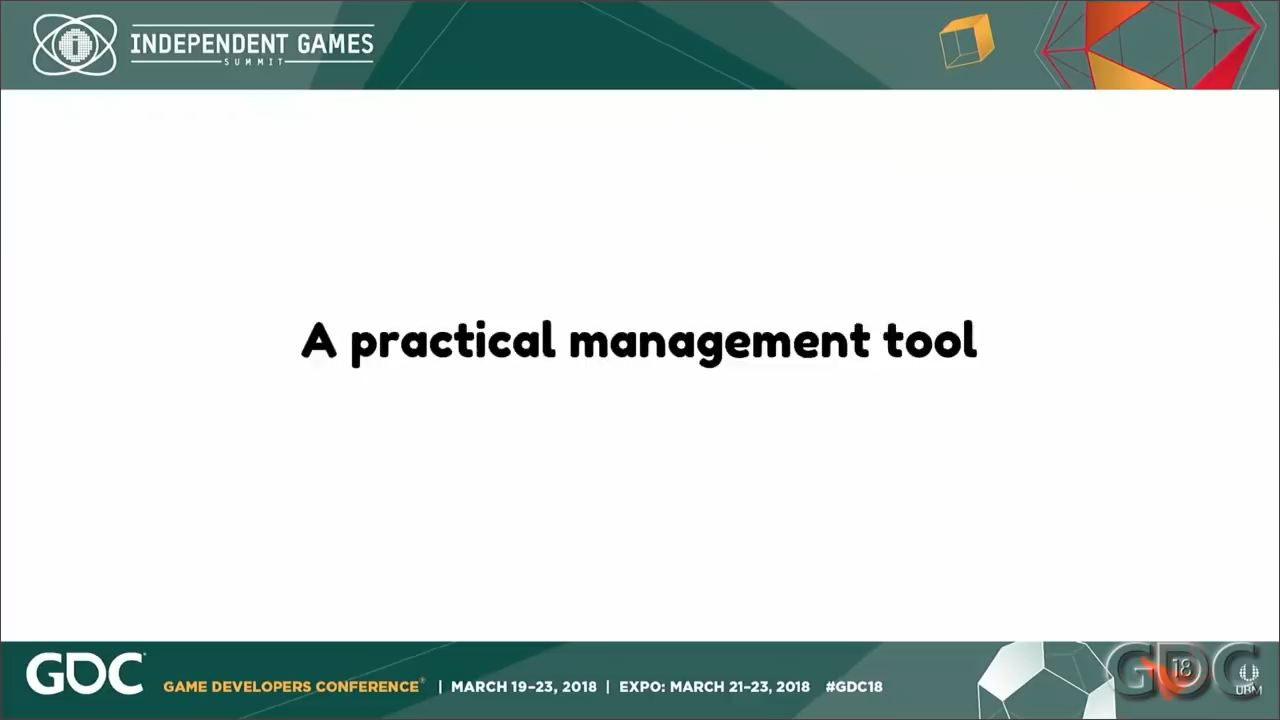 INDEPENDENT GAMES
SUMMIT
A practical management tool
GDC
GAME DEVELOPERS CONFERENCE® | MARCH 19–23, 2018 | EXPO: MARCH 21–23, 2018 #GDC18
GDC
18
UBM